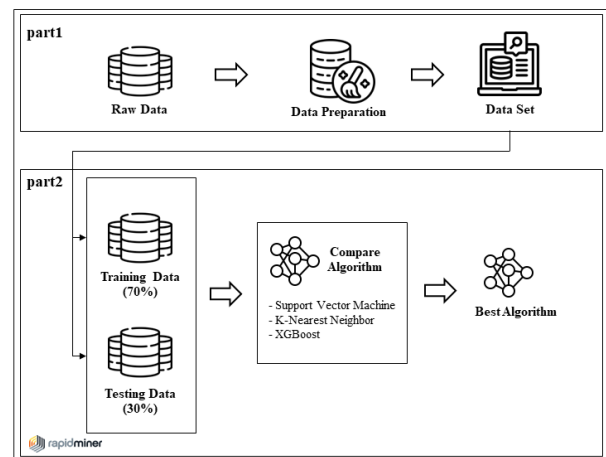 part1
Raw Data
Data Preparation
Data Set
part2
Training Data
(70%)
Testing Data
(30%)
Compare
Algorithm
- Support Vector Machine
- K-Nearest Neighbor
- XGBoost
Best Algorithm
rapidminer